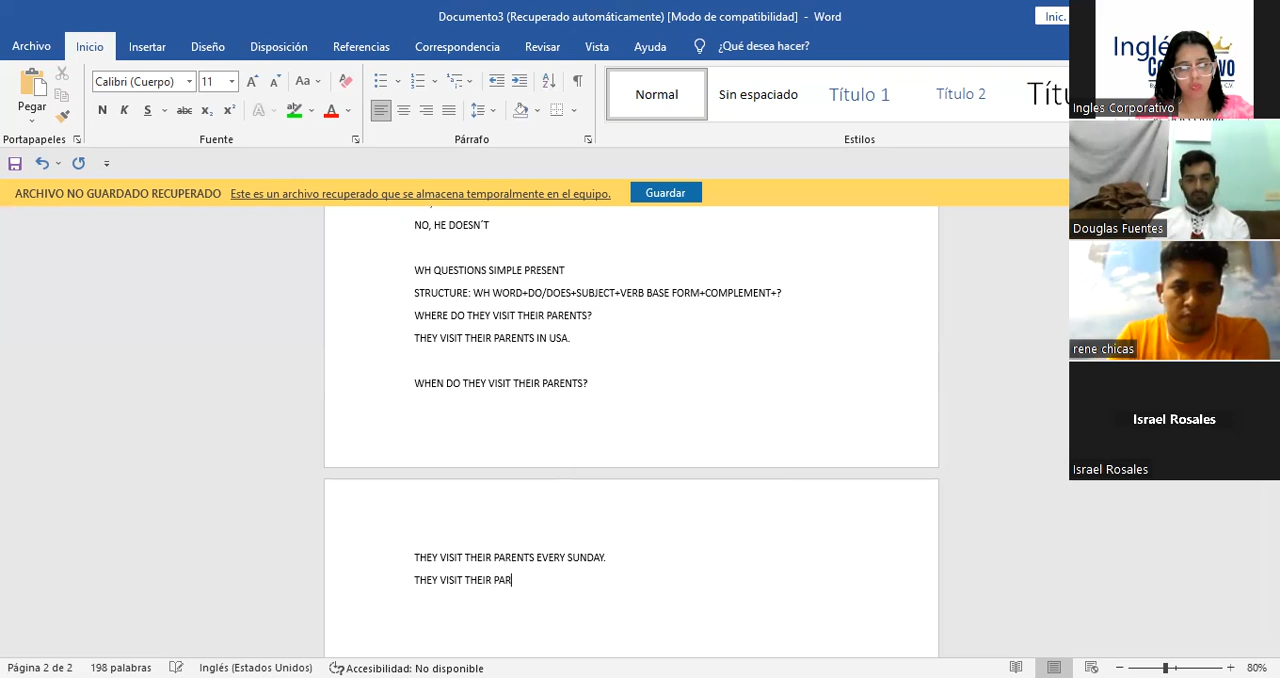 Documento3 (Recuperado automáticamente) [Modo de compatibilidad] - Word
Inic.
Archivo Inicio Insertar Diseño Disposición Referencias Correspondencia Revisar Vista Ayuda ¿Qué desea hacer?
Pegar
Calibri (Cuerpo) 11
Normal
Sin espaciado
Título 1
Título 2
Portapapeles
Fuente
Párrafo
Estilos
ARCHIVO NO GUARDADO RECUPERADO Este es un archivo recuperado que se almacena temporalmente en el equipo. Guardar
NO, HE DOESN´T
WH QUESTIONS SIMPLE PRESENT
STRUCTURE: WH WORD+DO/DOES+SUBJECT+VERB BASE FORM+COMPLEMENT+?
WHERE DO THEY VISIT THEIR PARENTS?
THEY VISIT THEIR PARENTS IN USA.
WHEN DO THEY VISIT THEIR PARENTS?
THEY VISIT THEIR PARENTS EVERY SUNDAY.
THEY VISIT THEIR PAR
Ingles Corporativo
Douglas Fuentes
rene chicas
Israel Rosales
Israel Rosales
Página 2 de 2 198 palabras Inglés (Estados Unidos) Accesibilidad: No disponible 80%